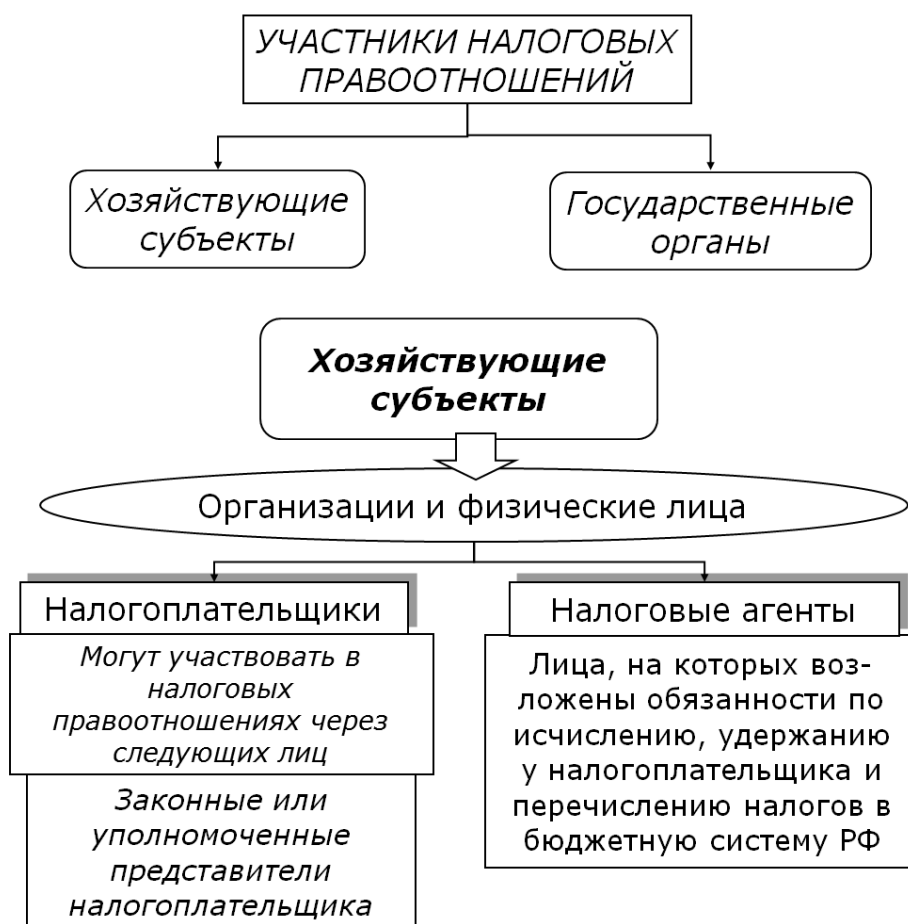 УЧАСТНИКИ НАЛОГОВЫХ
ПРАВООТНОШЕНИЙ
Хозяйствующие
субъекты
Государственные
органы
Хозяйствующие
субъекты
Организации и физические лица
Налогоплательщики
Могут участвовать в
налоговых
правоотношениях через
следующих лиц
Законные или
уполномоченные
представители
налогоплательщика
Налоговые агенты
Лица, на которых воз-
ложены обязанности по
исчислению, удержанию
у налогоплательщика и
перечислению налогов в
бюджетную систему РФ